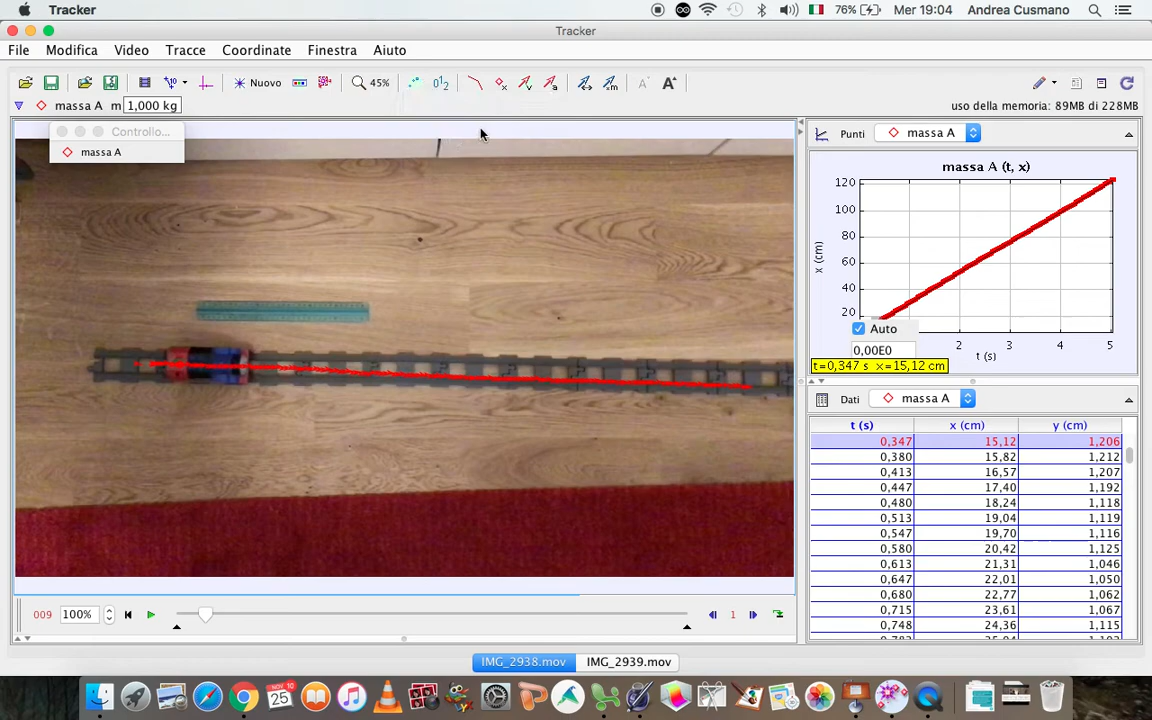 Tracker
76%
Mer 19:04
Andrea Cusmano
Tracker
File
Modifica
Video
Tracce
Coordinate
Finestra
Aiuto
Nuovo
45%
massa A m 1,000 kg
uso della memoria: 89MB di 228MB
Controllo...
massa A
Punti
massa A
massa A (t, x)
120
100
80
60
40
20
x (cm)
2
3
4
5
t (s)
Auto
0,00E0
t=0,347 s x=15,12 cm
Dati
massa A
t (s) x (cm) y (cm)
0,347 15,12 1,206
0,380 15,82 1,212
0,413 16,57 1,207
0,447 17,40 1,192
0,480 18,24 1,118
0,513 19,04 1,119
0,547 19,70 1,116
0,580 20,42 1,125
0,613 21,31 1,046
0,647 22,01 1,050
0,680 22,77 1,062
0,715 23,61 1,067
0,748 24,36 1,115
009
100%
1
IMG_2938.mov
IMG_2939.mov
NOV
25